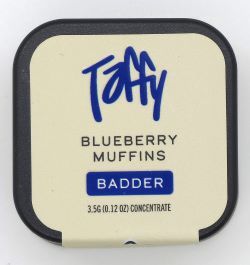 Taffy
BLUEBERRY
MUFFINS
BADDER
3.5G (0.12 OZ) CONCENTRATE